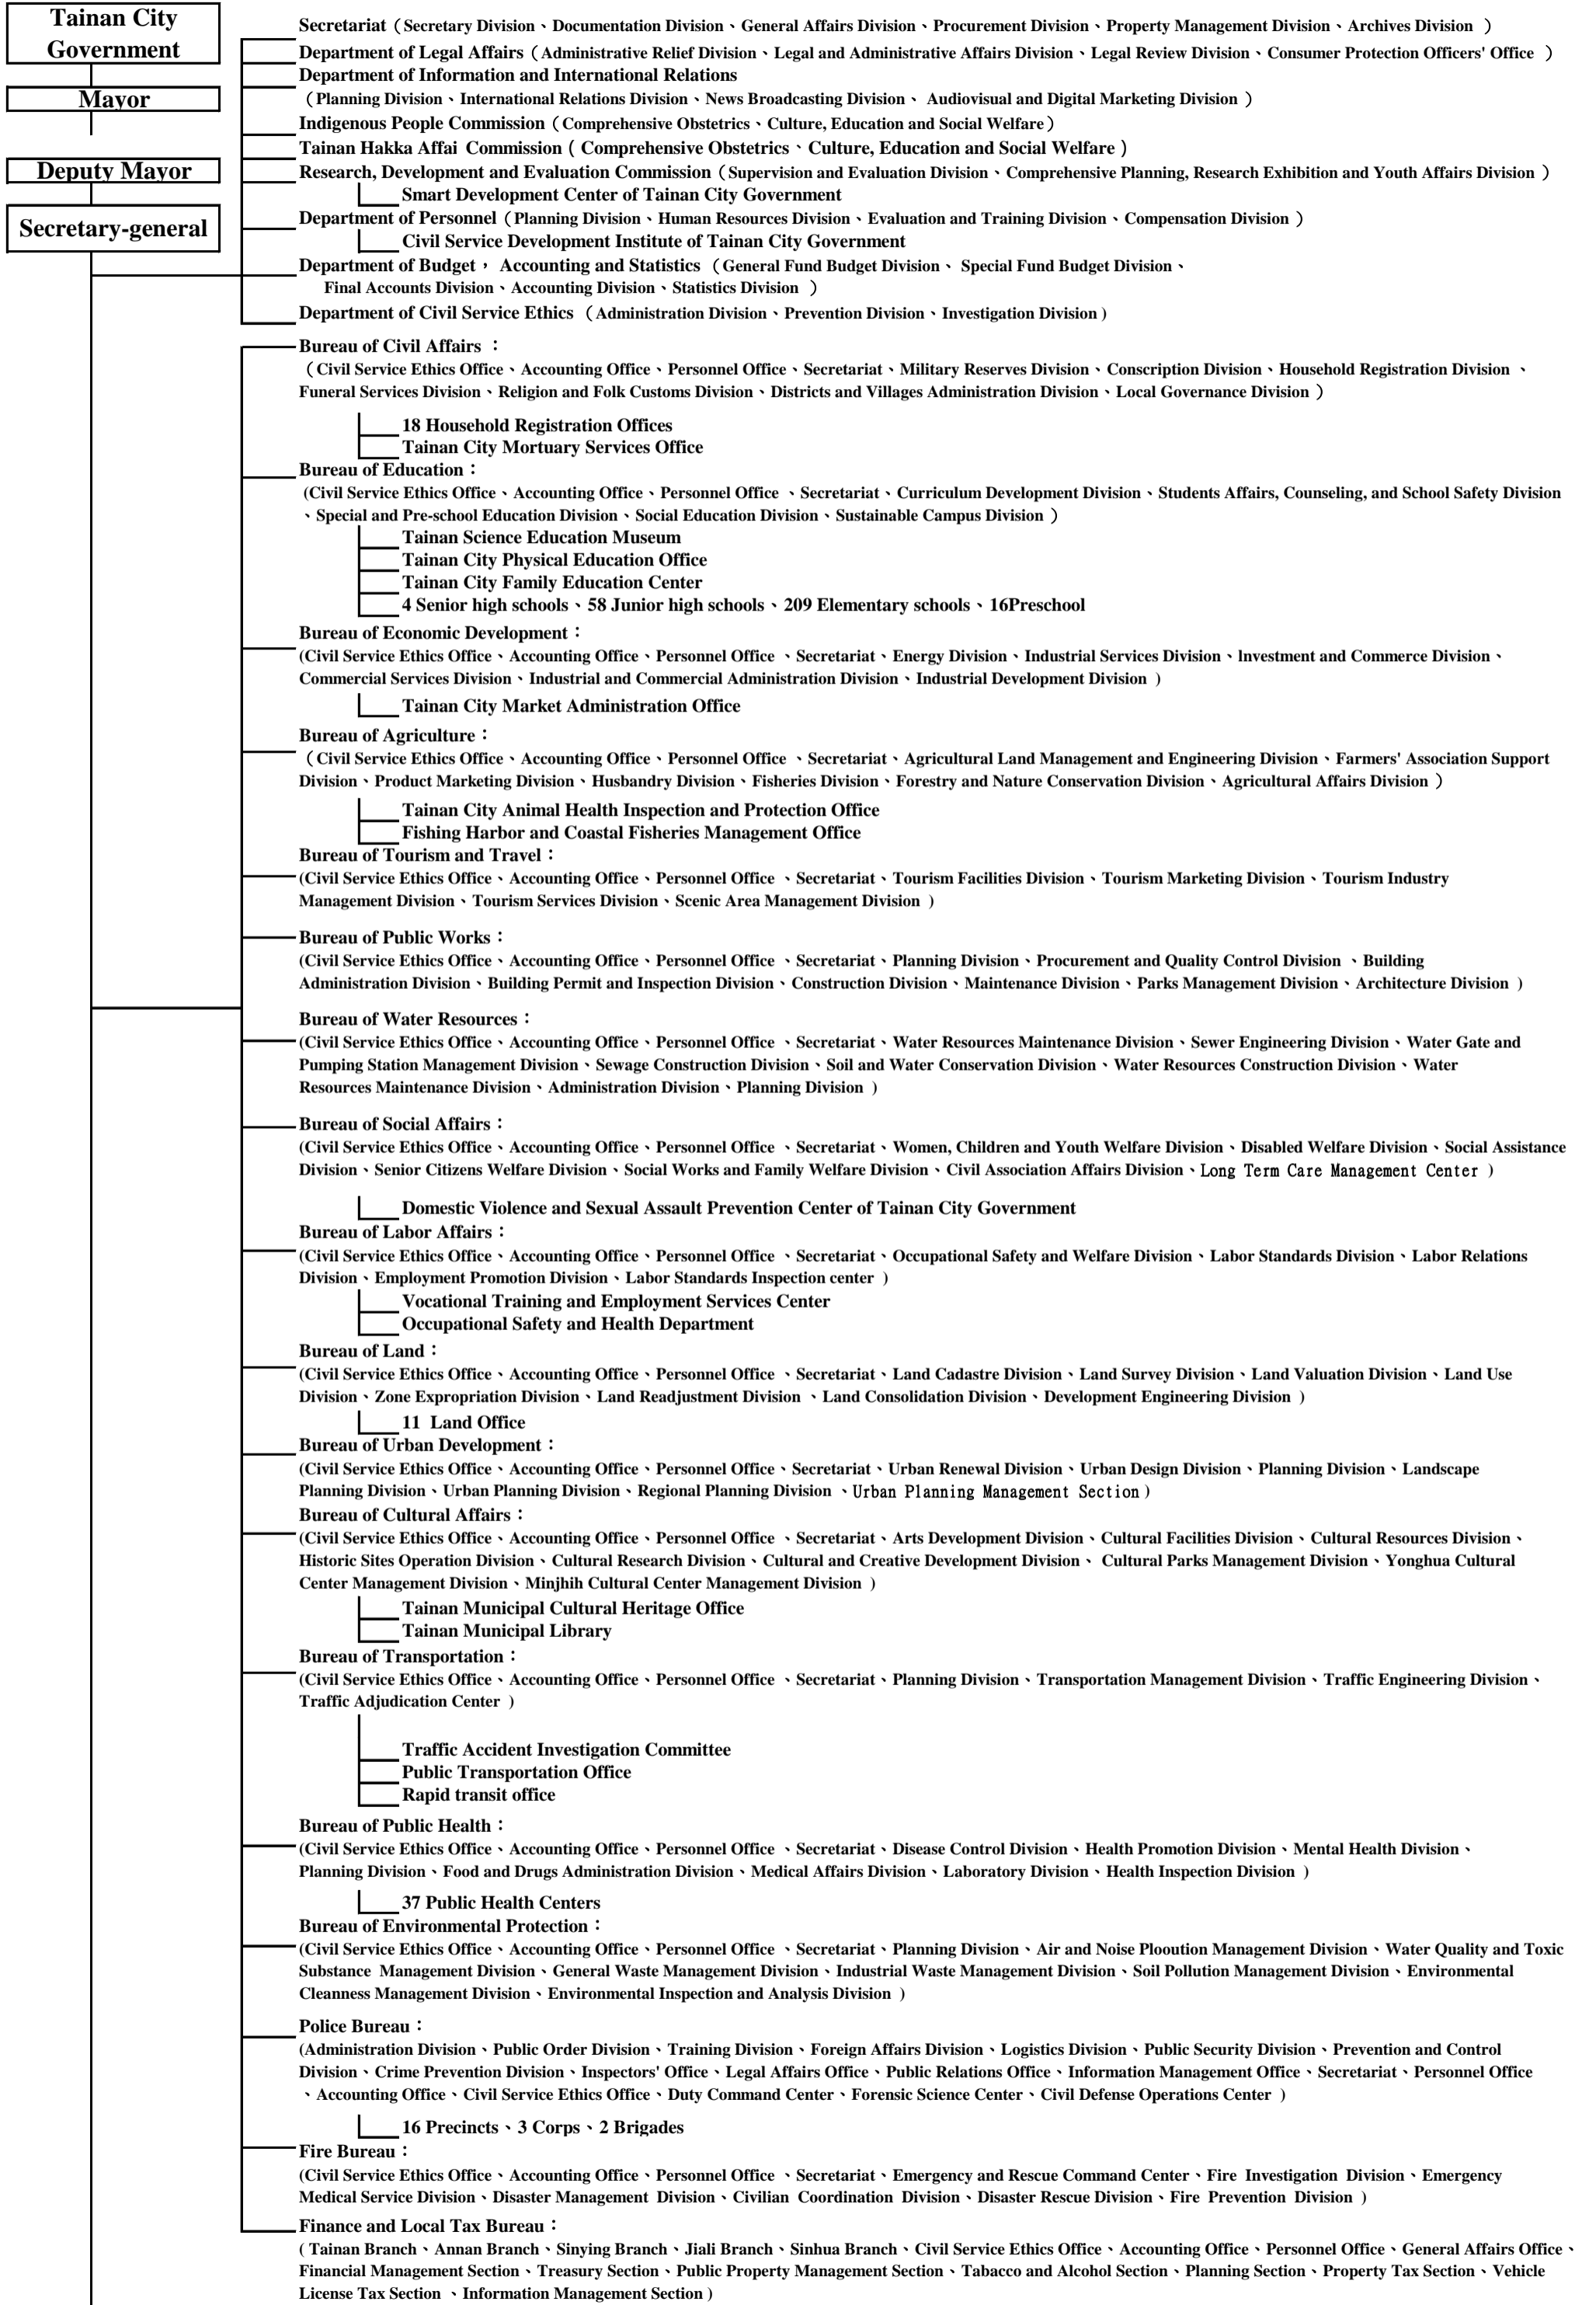 Tainan City
Government
Mayor
Deputy Mayor
Secretary-general
Secretariat（Secretary Division、Documentation Division、General Affairs Division、Procurement Division、Property Management Division、Archives Division ）
Department of Legal Affairs（Administrative Relief Division、Legal and Administrative Affairs Division、Legal Review Division、Consumer Protection Officers' Office ）
Department of Information and International Relations
（Planning Division、International Relations Division、News Broadcasting Division、 Audiovisual and Digital Marketing Division ）
Indigenous People Commission（Comprehensive Obstetrics、Culture, Education and Social Welfare）
Tainan Hakka Affai Commission（ Comprehensive Obstetrics、Culture, Education and Social Welfare ）
Research, Development and Evaluation Commission（Supervision and Evaluation Division、Comprehensive Planning, Research Exhibition and Youth Affairs Division ）
Smart Development Center of Tainan City Government
Department of Personnel（Planning Division、Human Resources Division、Evaluation and Training Division、Compensation Division ）
Civil Service Development Institute of Tainan City Government
Department of Budget， Accounting and Statistics （General Fund Budget Division、 Special Fund Budget Division、
Final Accounts Division、Accounting Division、Statistics Division ）
Department of Civil Service Ethics （Administration Division、Prevention Division、Investigation Division )
Bureau of Civil Affairs ：
（Civil Service Ethics Office、Accounting Office、Personnel Office、Secretariat、Military Reserves Division、Conscription Division、Household Registration Division 、
Funeral Services Division、Religion and Folk Customs Division、Districts and Villages Administration Division、Local Governance Division ）
18 Household Registration Offices
Tainan City Mortuary Services Office
Bureau of Education：
(Civil Service Ethics Office、Accounting Office、Personnel Office 、Secretariat、Curriculum Development Division、Students Affairs, Counseling, and School Safety Division
、Special and Pre-school Education Division、Social Education Division、Sustainable Campus Division ）
Tainan Science Education Museum
Tainan City Physical Education Office
Tainan City Family Education Center
4 Senior high schools、58 Junior high schools、209 Elementary schools、16Preschool
Bureau of Economic Development：
(Civil Service Ethics Office、Accounting Office、Personnel Office 、Secretariat、Energy Division、Industrial Services Division、lnvestment and Commerce Division、
Commercial Services Division、Industrial and Commercial Administration Division、Industrial Development Division )
Tainan City Market Administration Office
Bureau of Agriculture：
（Civil Service Ethics Office、Accounting Office、Personnel Office 、Secretariat、Agricultural Land Management and Engineering Division、Farmers' Association Support
Division、Product Marketing Division、Husbandry Division、Fisheries Division、Forestry and Nature Conservation Division、Agricultural Affairs Division ）
Tainan City Animal Health Inspection and Protection Office
Fishing Harbor and Coastal Fisheries Management Office
Bureau of Tourism and Travel：
(Civil Service Ethics Office、Accounting Office、Personnel Office 、Secretariat、Tourism Facilities Division、Tourism Marketing Division、Tourism Industry
Management Division、Tourism Services Division、Scenic Area Management Division )
Bureau of Public Works：
(Civil Service Ethics Office、Accounting Office、Personnel Office 、Secretariat、Planning Division、Procurement and Quality Control Division 、Building
Administration Division、Building Permit and Inspection Division、Construction Division、Maintenance Division、Parks Management Division、Architecture Division )
Bureau of Water Resources：
(Civil Service Ethics Office、Accounting Office、Personnel Office 、Secretariat、Water Resources Maintenance Division、Sewer Engineering Division、Water Gate and
Pumping Station Management Division、Sewage Construction Division、Soil and Water Conservation Division、Water Resources Construction Division、Water
Resources Maintenance Division、Administration Division、Planning Division )
Bureau of Social Affairs：
(Civil Service Ethics Office、Accounting Office、Personnel Office 、Secretariat、Women, Children and Youth Welfare Division、Disabled Welfare Division、Social Assistance
Division、Senior Citizens Welfare Division、Social Works and Family Welfare Division、Civil Association Affairs Division、Long Term Care Management Center )
Domestic Violence and Sexual Assault Prevention Center of Tainan City Government
Bureau of Labor Affairs：
(Civil Service Ethics Office、Accounting Office、Personnel Office 、Secretariat、Occupational Safety and Welfare Division、Labor Standards Division、Labor Relations
Division、Employment Promotion Division、Labor Standards Inspection center )
Vocational Training and Employment Services Center
Occupational Safety and Health Department
Bureau of Land：
(Civil Service Ethics Office、Accounting Office、Personnel Office 、Secretariat、Land Cadastre Division、Land Survey Division、Land Valuation Division、Land Use
Division、Zone Expropriation Division、Land Readjustment Division 、Land Consolidation Division、Development Engineering Division )
11 Land Office
Bureau of Urban Development：
(Civil Service Ethics Office、Accounting Office、Personnel Office、Secretariat、Urban Renewal Division、Urban Design Division、Planning Division、Landscape
Planning Division、Urban Planning Division、Regional Planning Division 、Urban Planning Management Section)
Bureau of Cultural Affairs：
(Civil Service Ethics Office、Accounting Office、Personnel Office 、Secretariat、Arts Development Division、Cultural Facilities Division、Cultural Resources Division、
Historic Sites Operation Division、Cultural Research Division、Cultural and Creative Development Division、 Cultural Parks Management Division、Yonghua Cultural
Center Management Division、Minjhih Cultural Center Management Division )
Tainan Municipal Cultural Heritage Office
Tainan Municipal Library
Bureau of Transportation：
(Civil Service Ethics Office、Accounting Office、Personnel Office 、Secretariat、Planning Division、Transportation Management Division、Traffic Engineering Division、
Traffic Adjudication Center )
Traffic Accident Investigation Committee
Public Transportation Office
Rapid transit office
Bureau of Public Health：
(Civil Service Ethics Office、Accounting Office、Personnel Office 、Secretariat、Disease Control Division、Health Promotion Division、Mental Health Division、
Planning Division、Food and Drugs Administration Division、Medical Affairs Division、Laboratory Division、Health Inspection Division )
37 Public Health Centers
Bureau of Environmental Protection：
(Civil Service Ethics Office、Accounting Office、Personnel Office 、Secretariat、Planning Division、Air and Noise Plooution Management Division、Water Quality and Toxic
Substance Management Division、General Waste Management Division、Industrial Waste Management Division、Soil Pollution Management Division、Environmental
Cleanness Management Division、Environmental Inspection and Analysis Division )
Police Bureau：
(Administration Division、Public Order Division、Training Division、Foreign Affairs Division、Logistics Division、Public Security Division、Prevention and Control
Division、Crime Prevention Division、Inspectors' Office、Legal Affairs Office、Public Relations Office、Information Management Office、Secretariat、Personnel Office
、Accounting Office、Civil Service Ethics Office、Duty Command Center、Forensic Science Center、Civil Defense Operations Center )
16 Precincts、3 Corps、2 Brigades
Fire Bureau：
(Civil Service Ethics Office、Accounting Office、Personnel Office 、Secretariat、Emergency and Rescue Command Center、Fire Investigation Division、Emergency
Medical Service Division、Disaster Management Division、Civilian Coordination Division、Disaster Rescue Division、Fire Prevention Division )
Finance and Local Tax Bureau：
( Tainan Branch、Annan Branch、Sinying Branch、Jiali Branch、Sinhua Branch、Civil Service Ethics Office、Accounting Office、Personnel Office、General Affairs Office、
Financial Management Section、Treasury Section、Public Property Management Section、Tabacco and Alcohol Section、Planning Section、Property Tax Section、Vehicle
License Tax Section 、Information Management Section )